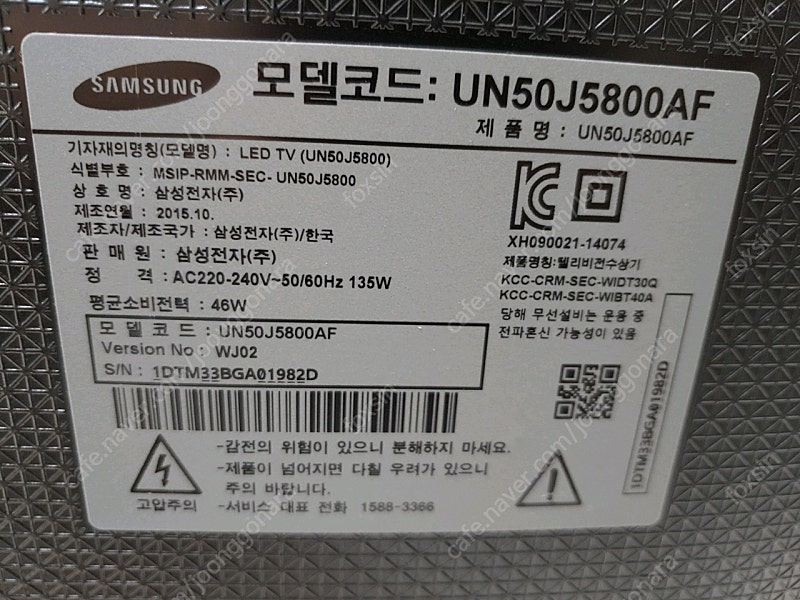 SAMSUNG
모델코드: UN50J5800AF
제 품 명 : UN50J5800AF
기자재의명칭(모델명) : LED TV (UN50J5800)
식별부호 : MSIP-RMM-SEC- UN50J5800
상 호 명 : 삼성전자(주)
제조연월 : 2015.10.
제조자/제조국가 : 삼성전자(주)/한국
판 매 원 : 삼성전자(주)
정 격 : AC220-240V~50/60Hz 135W
평균소비전력 : 46W
모 델 코 드 : UN50J5800AF
Version No : WJ02
S/N : 1DTM33BGA01982D
XH090021-14074
제품명칭:텔리비전수상기
KCC-CRM-SEC-WIDT30Q
KCC-CRM-SEC-WIBT40A
당해 무선설비는 운용 중
전파혼신 가능성이 있음
1DTM33BGA01982D
고압주의
-감전의 위험이 있으니 분해하지 마세요.
-제품이 넘어지면 다칠 우려가 있으니
주의 바랍니다.
-서비스 대표 전화 1588-3366
cafe.naver.com/joonggonara
foxsin